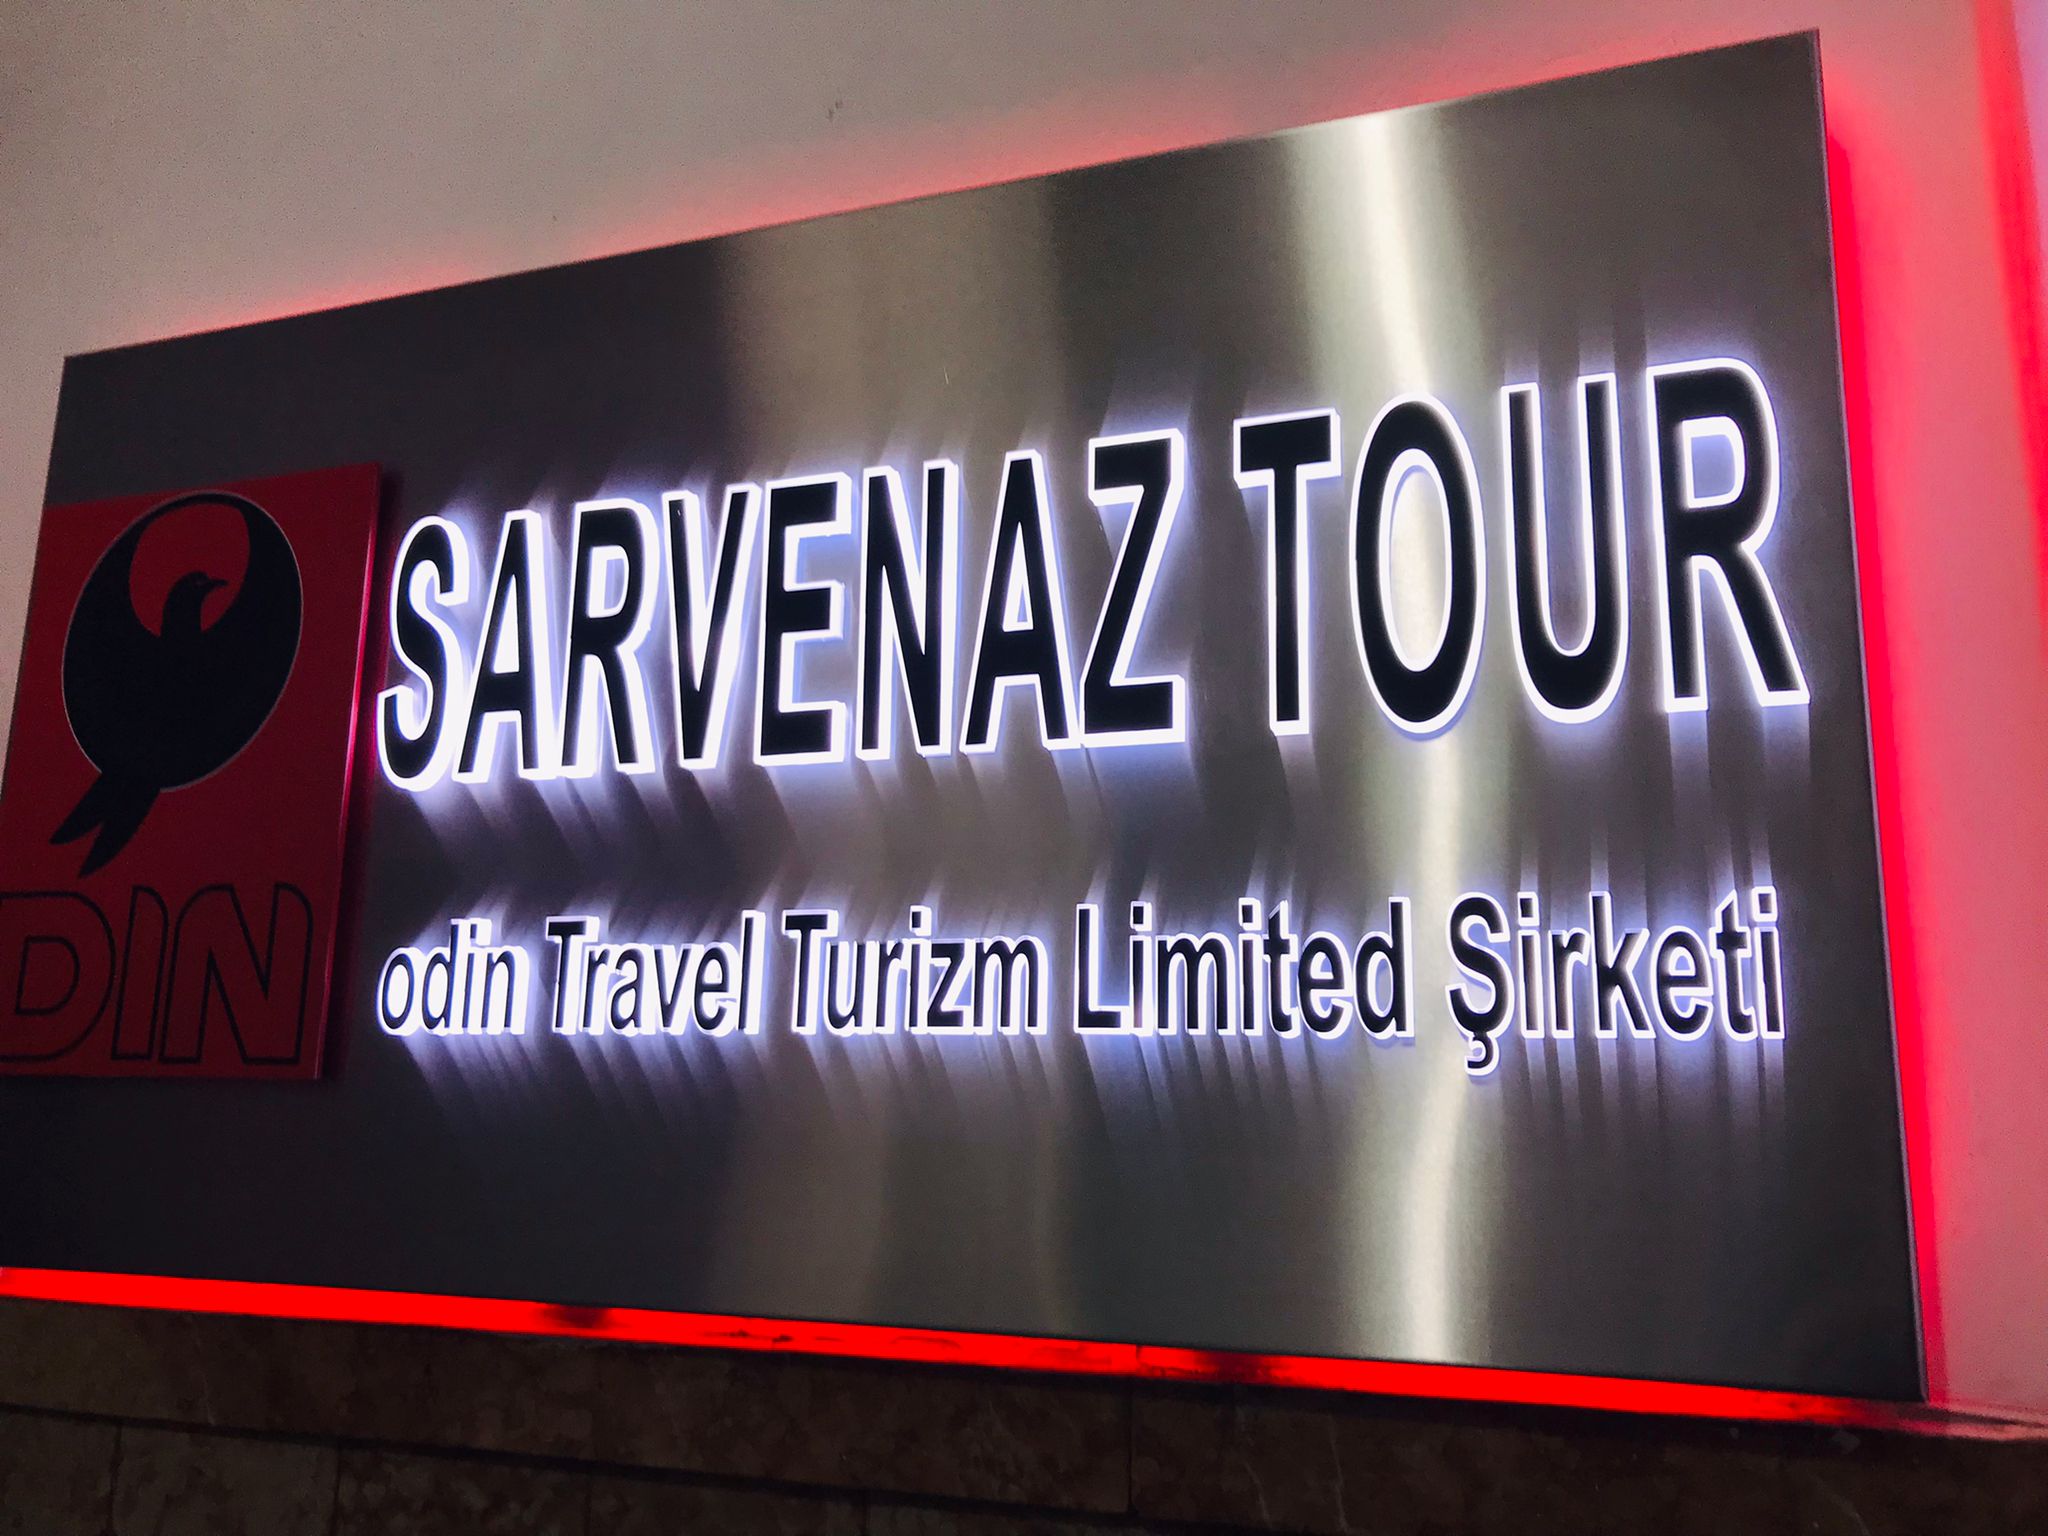 SARVENAZ TOUR
odin Travel Turizm Limited Şirketi
DIN